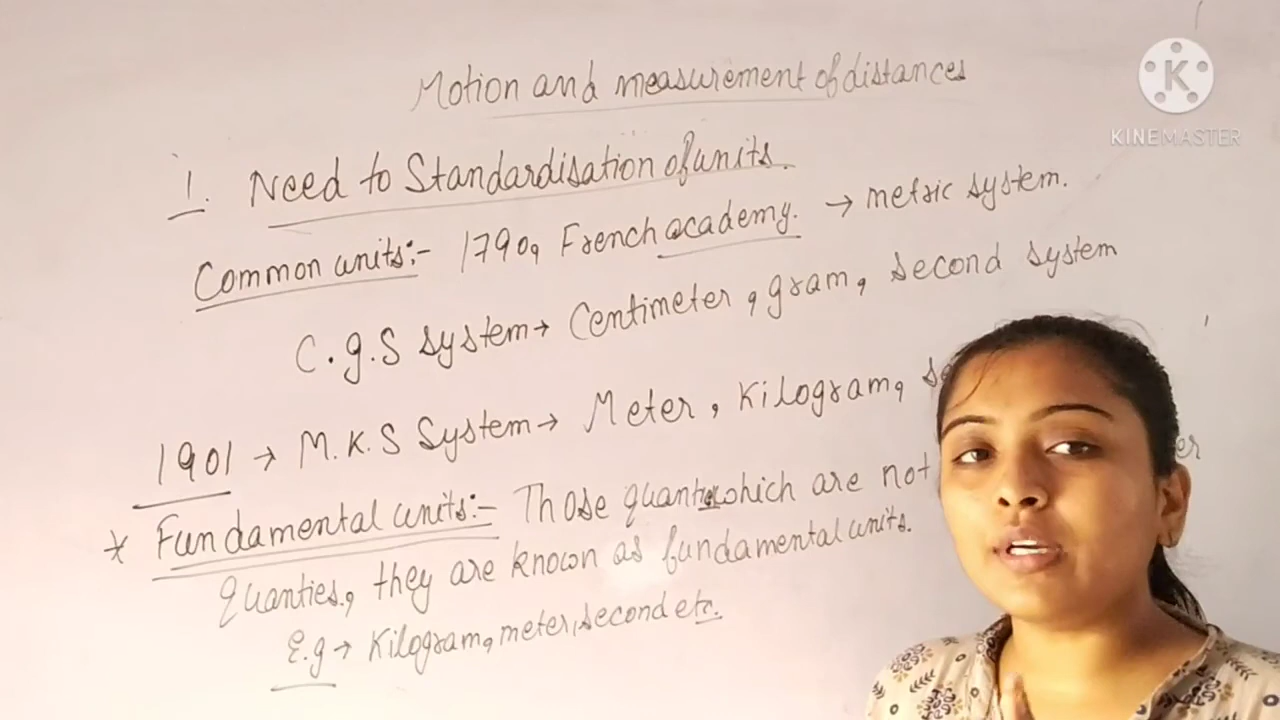 Motion and measurement of distances
KINEMASTER
1. Need to Standardisation of units.
Common units:- 1790, French academy. → metric system.
C.g.S system → Centimeter, gram, second system
1901 → M.K.S System → Meter, Kilogram,
* Fundamental units:- Those which are not
Quanties, they are known as fundamental units.
E.g → Kilogram, meter, second etc.